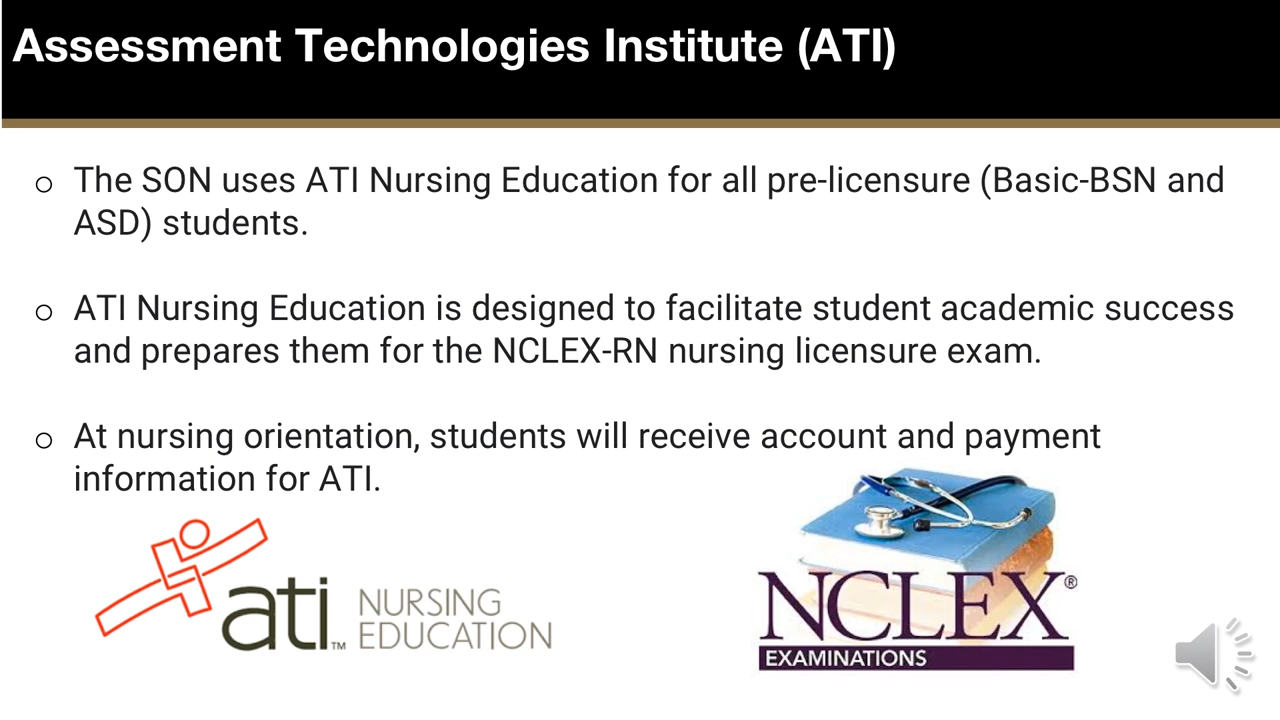 Assessment Technologies Institute (ATI)
o The SON uses ATI Nursing Education for all pre-licensure (Basic-BSN and
ASD) students.
o ATI Nursing Education is designed to facilitate student academic success
and prepares them for the NCLEX-RN nursing licensure exam.
o At nursing orientation, students will receive account and payment
information for ATI.
ati™ NURSING
EDUCATION
NCLEX®
EXAMINATIONS